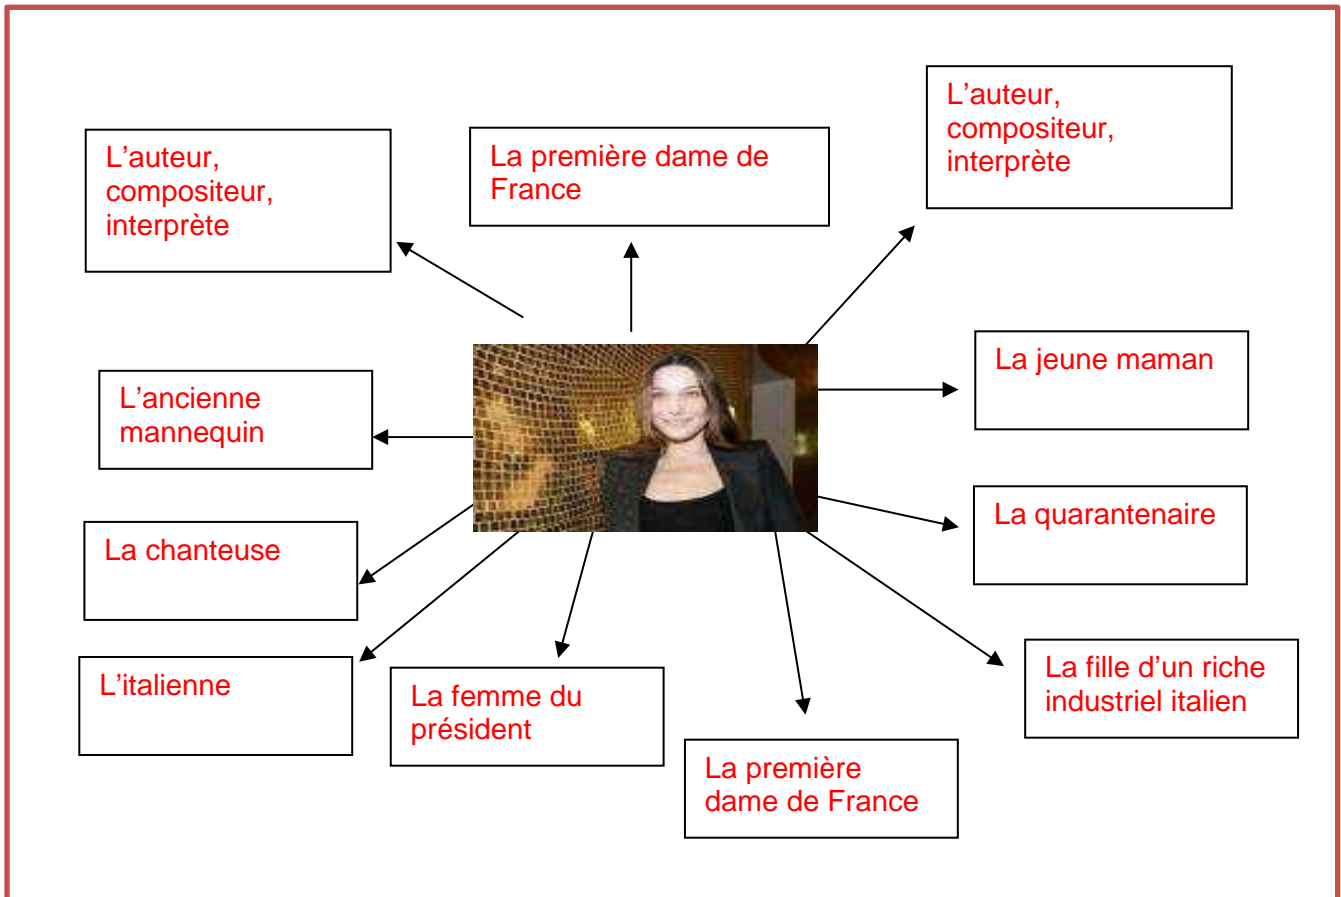 L’auteur,
compositeur,
interprète
La première dame de
France
L’auteur,
compositeur,
interprète
La jeune maman
L’ancienne
mannequin
La quarantenaire
La chanteuse
La fille d’un riche
industriel italien
L’italienne
La femme du
président
La première
dame de France